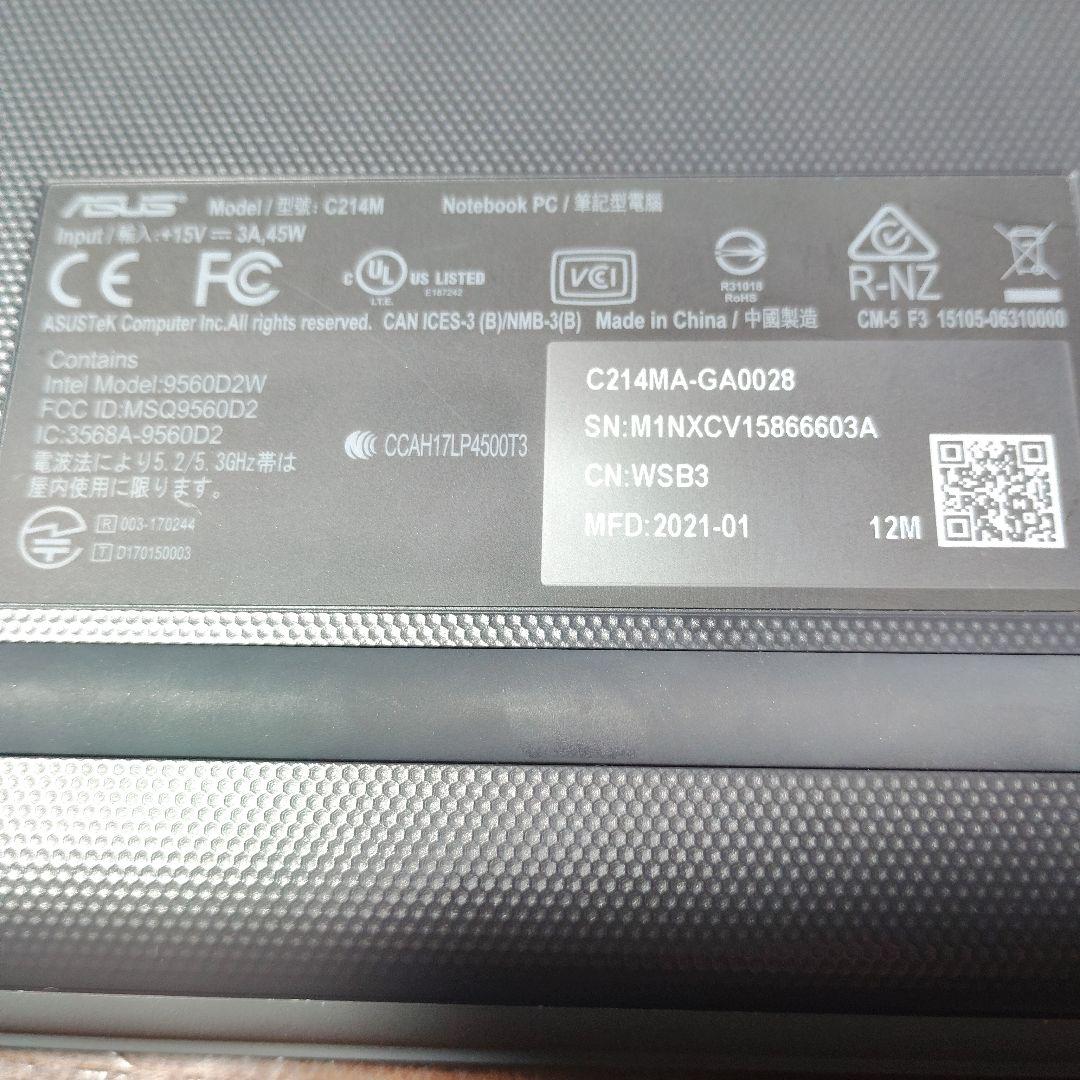 ASUS Model / 型號: C214M Notebook PC / 筆記型電腦
Input / 輸入:+15V ⎓ 3A,45W
CE FC c UL US LISTED
I.T.E. E187242
VCI
R31018
RoHS
R-NZ
ASUSTeK Computer Inc.All rights reserved. CAN ICES-3 (B)/NMB-3(B) Made in China / 中國製造 CM-5 F3 15105-06310000
Contains
Intel Model:9560D2W
FCC ID:MSQ9560D2
IC:3568A-9560D2
電波法により5.2/5.3GHz帯は
屋内使用に限ります。
R 003-170244
T D170150003
CCAH17LP4500T3
C214MA-GA0028
SN:M1NXCV15866603A
CN:WSB3
MFD:2021-01 12M